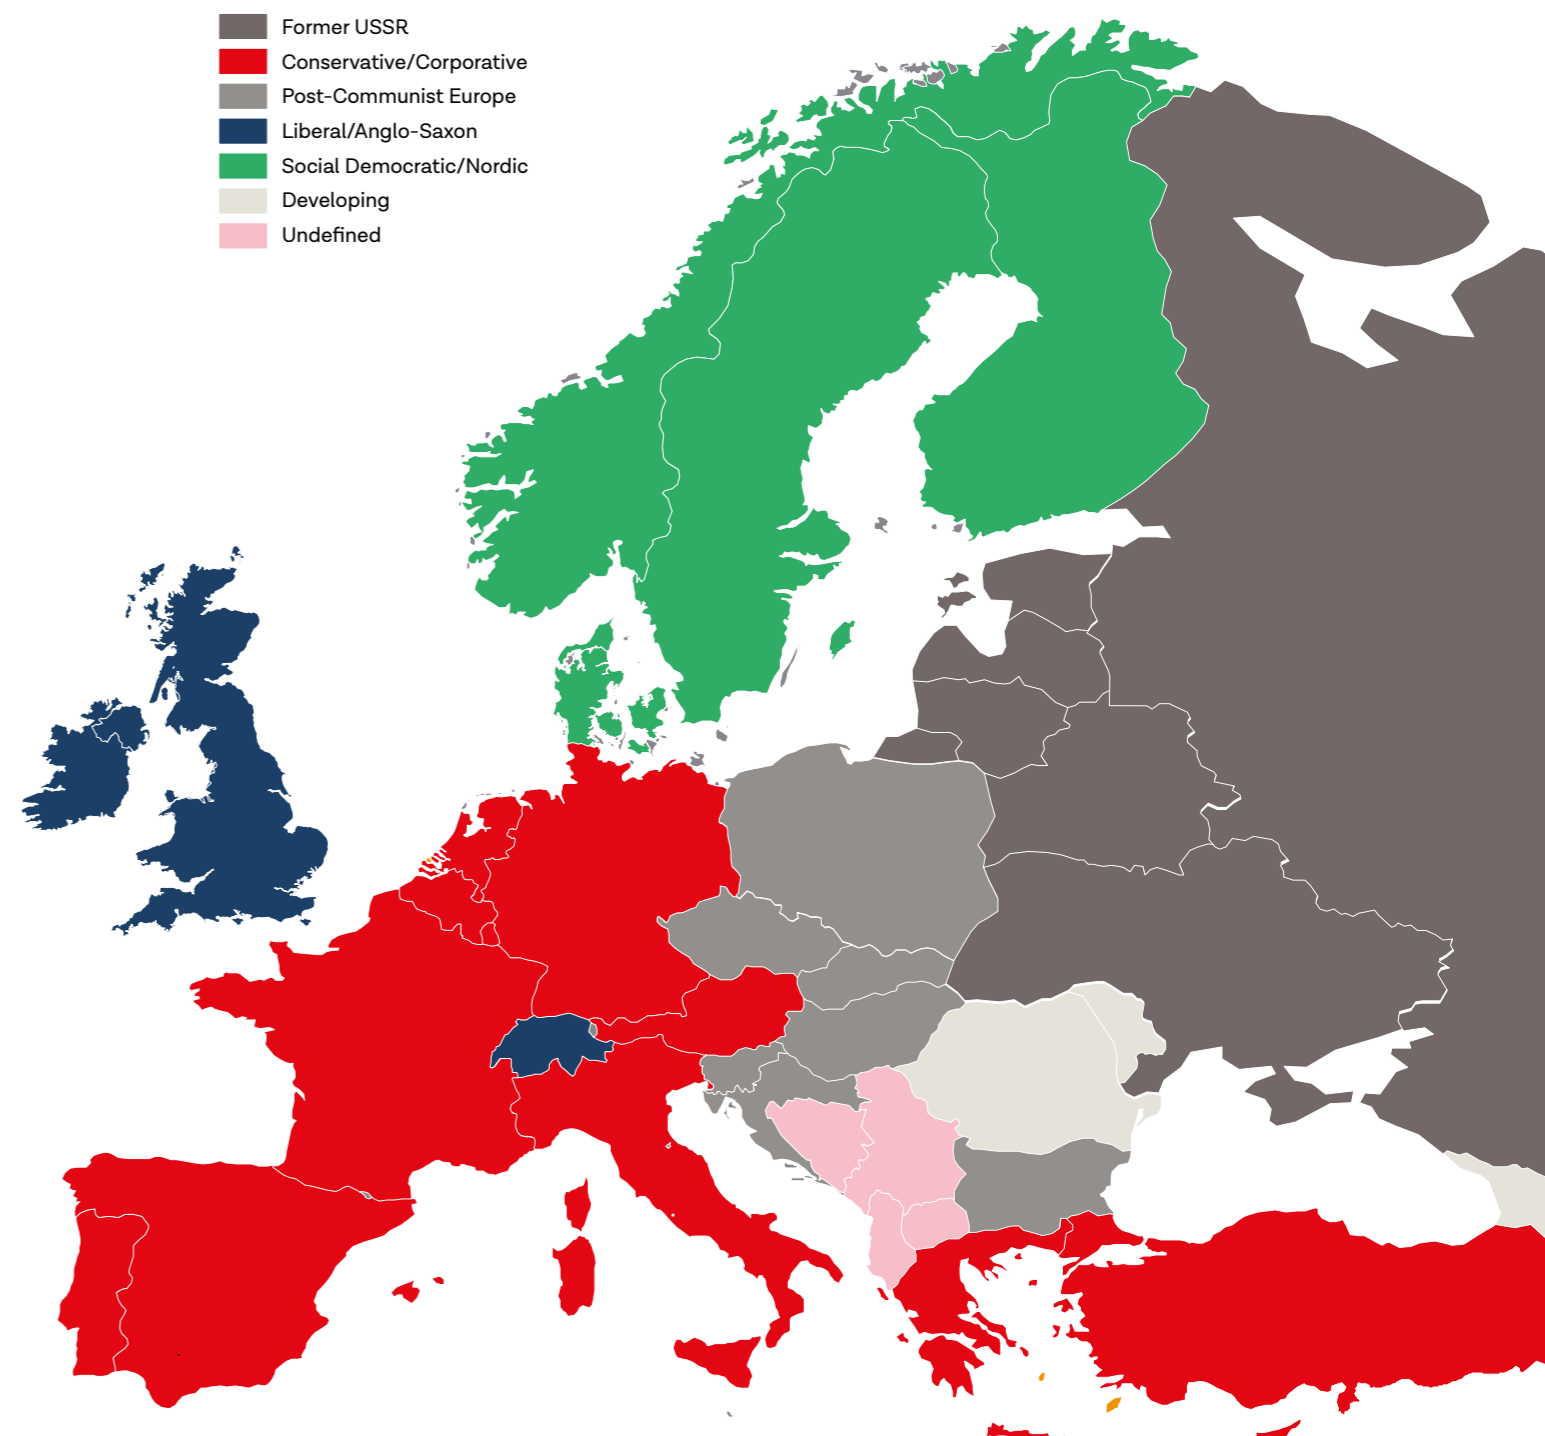 Former USSR
Conservative/Corporative
Post-Communist Europe
Liberal/Anglo-Saxon
Social Democratic/Nordic
Developing
Undefined